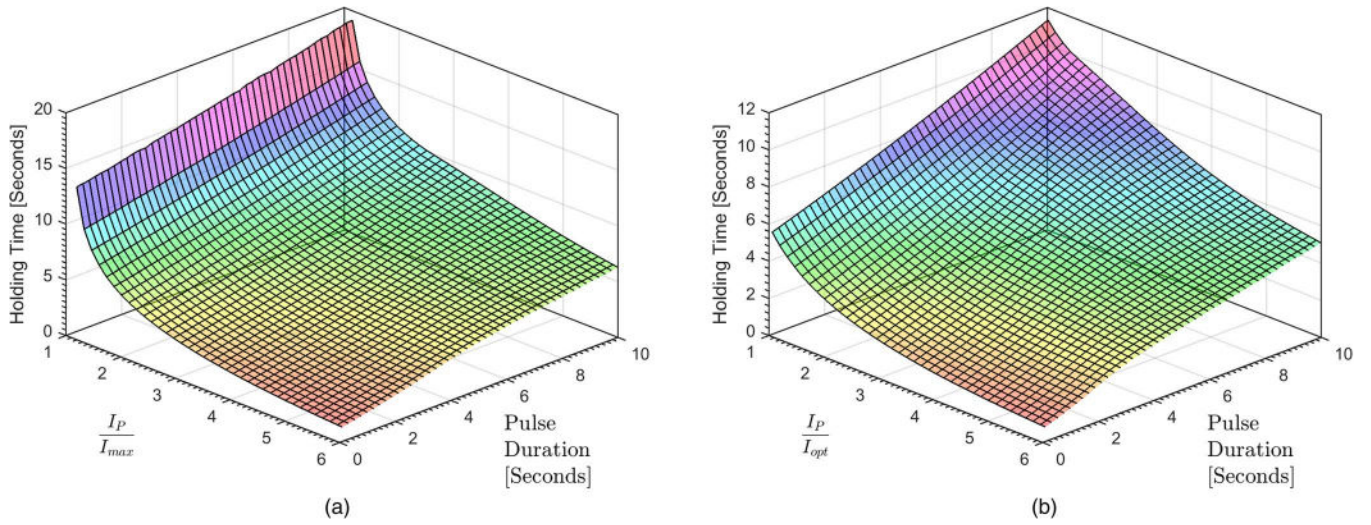 20
15
10
5
0
Holding Time [Seconds]
1
2
3
4
5
6
I_P
I_max
0
2
4
6
8
10
Pulse
Duration
[Seconds]
(a)
12
10
8
6
4
2
0
Holding Time [Seconds]
1
2
3
4
5
6
I_P
I_opt
0
2
4
6
8
10
Pulse
Duration
[Seconds]
(b)